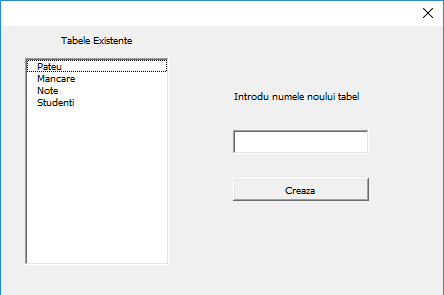 Tabele Existente
Pateu
Mancare
Note
Studenti
Introdu numele noului tabel
Creaza